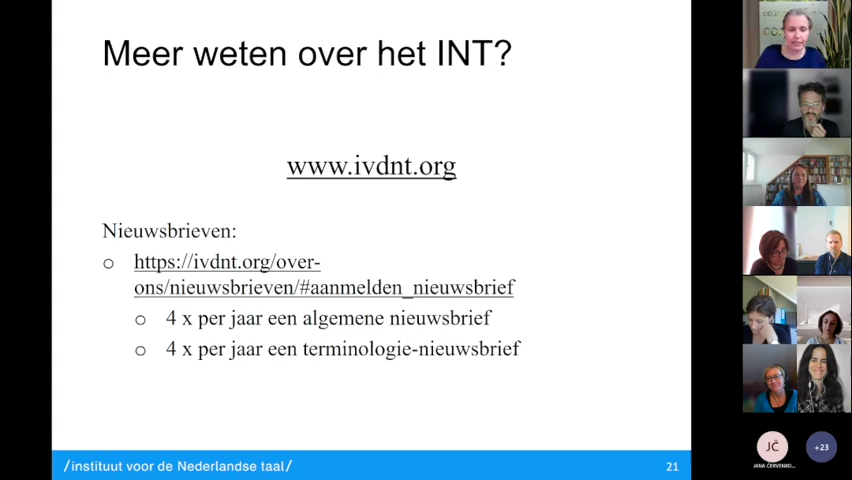 Meer weten over het INT?
www.ivdnt.org
Nieuwsbrieven:
o https://ivdnt.org/over-
ons/nieuwsbrieven/#aanmelden_nieuwsbrief
o 4 x per jaar een algemene nieuwsbrief
o 4 x per jaar een terminologie-nieuwsbrief
/instituut voor de Nederlandse taal/
21
JČ
+23